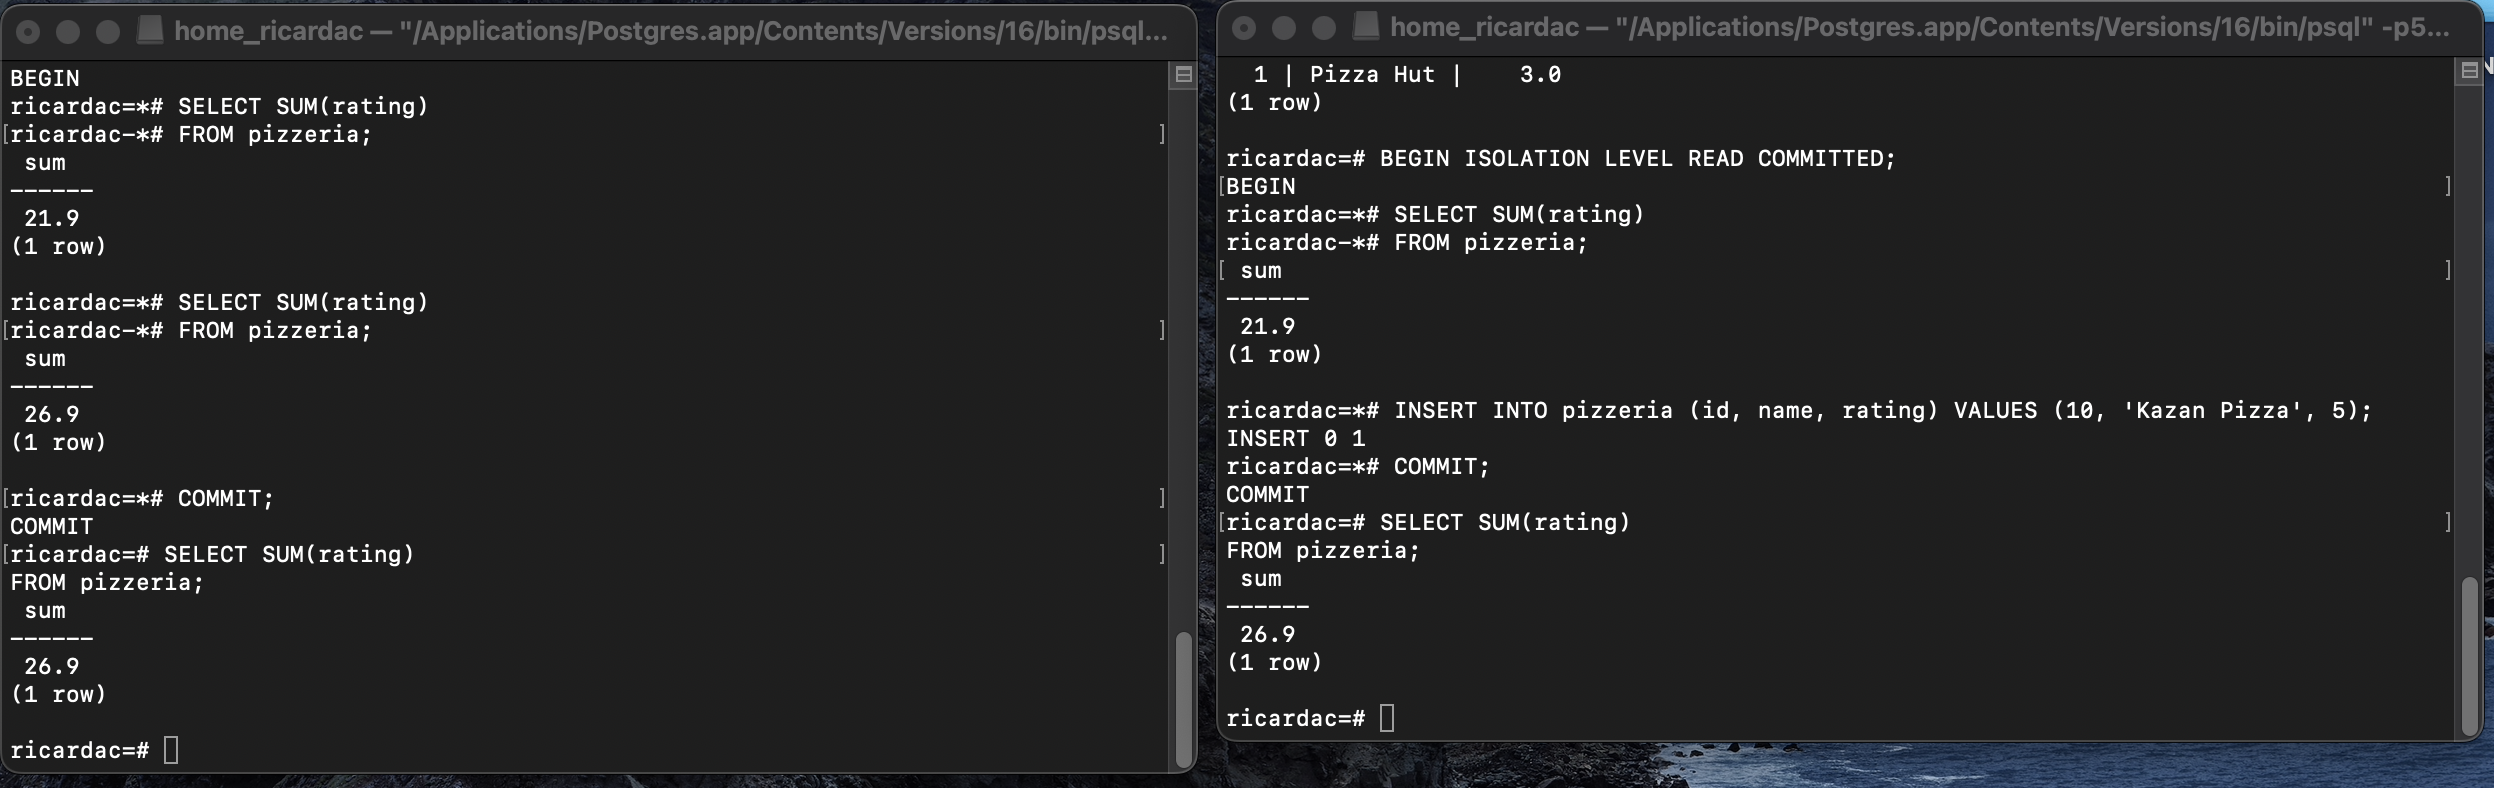 home_ricardac — "/Applications/Postgres.app/Contents/Versions/16/bin/psql...
BEGIN
ricardac=*# SELECT SUM(rating)
[ricardac-*# FROM pizzeria; ]
sum
------
21.9
(1 row)
ricardac=*# SELECT SUM(rating)
[ricardac-*# FROM pizzeria; ]
sum
------
26.9
(1 row)
[ricardac=*# COMMIT; ]
COMMIT
[ricardac=# SELECT SUM(rating) ]
FROM pizzeria;
sum
------
26.9
(1 row)
ricardac=#
home_ricardac — "/Applications/Postgres.app/Contents/Versions/16/bin/psql" -p5...
1 | Pizza Hut |    3.0
(1 row)
ricardac=# BEGIN ISOLATION LEVEL READ COMMITTED;
[BEGIN ]
ricardac=*# SELECT SUM(rating)
ricardac-*# FROM pizzeria;
[ sum ]
------
21.9
(1 row)
ricardac=*# INSERT INTO pizzeria (id, name, rating) VALUES (10, 'Kazan Pizza', 5);
INSERT 0 1
ricardac=*# COMMIT;
COMMIT
[ricardac=# SELECT SUM(rating) ]
FROM pizzeria;
sum
------
26.9
(1 row)
ricardac=#